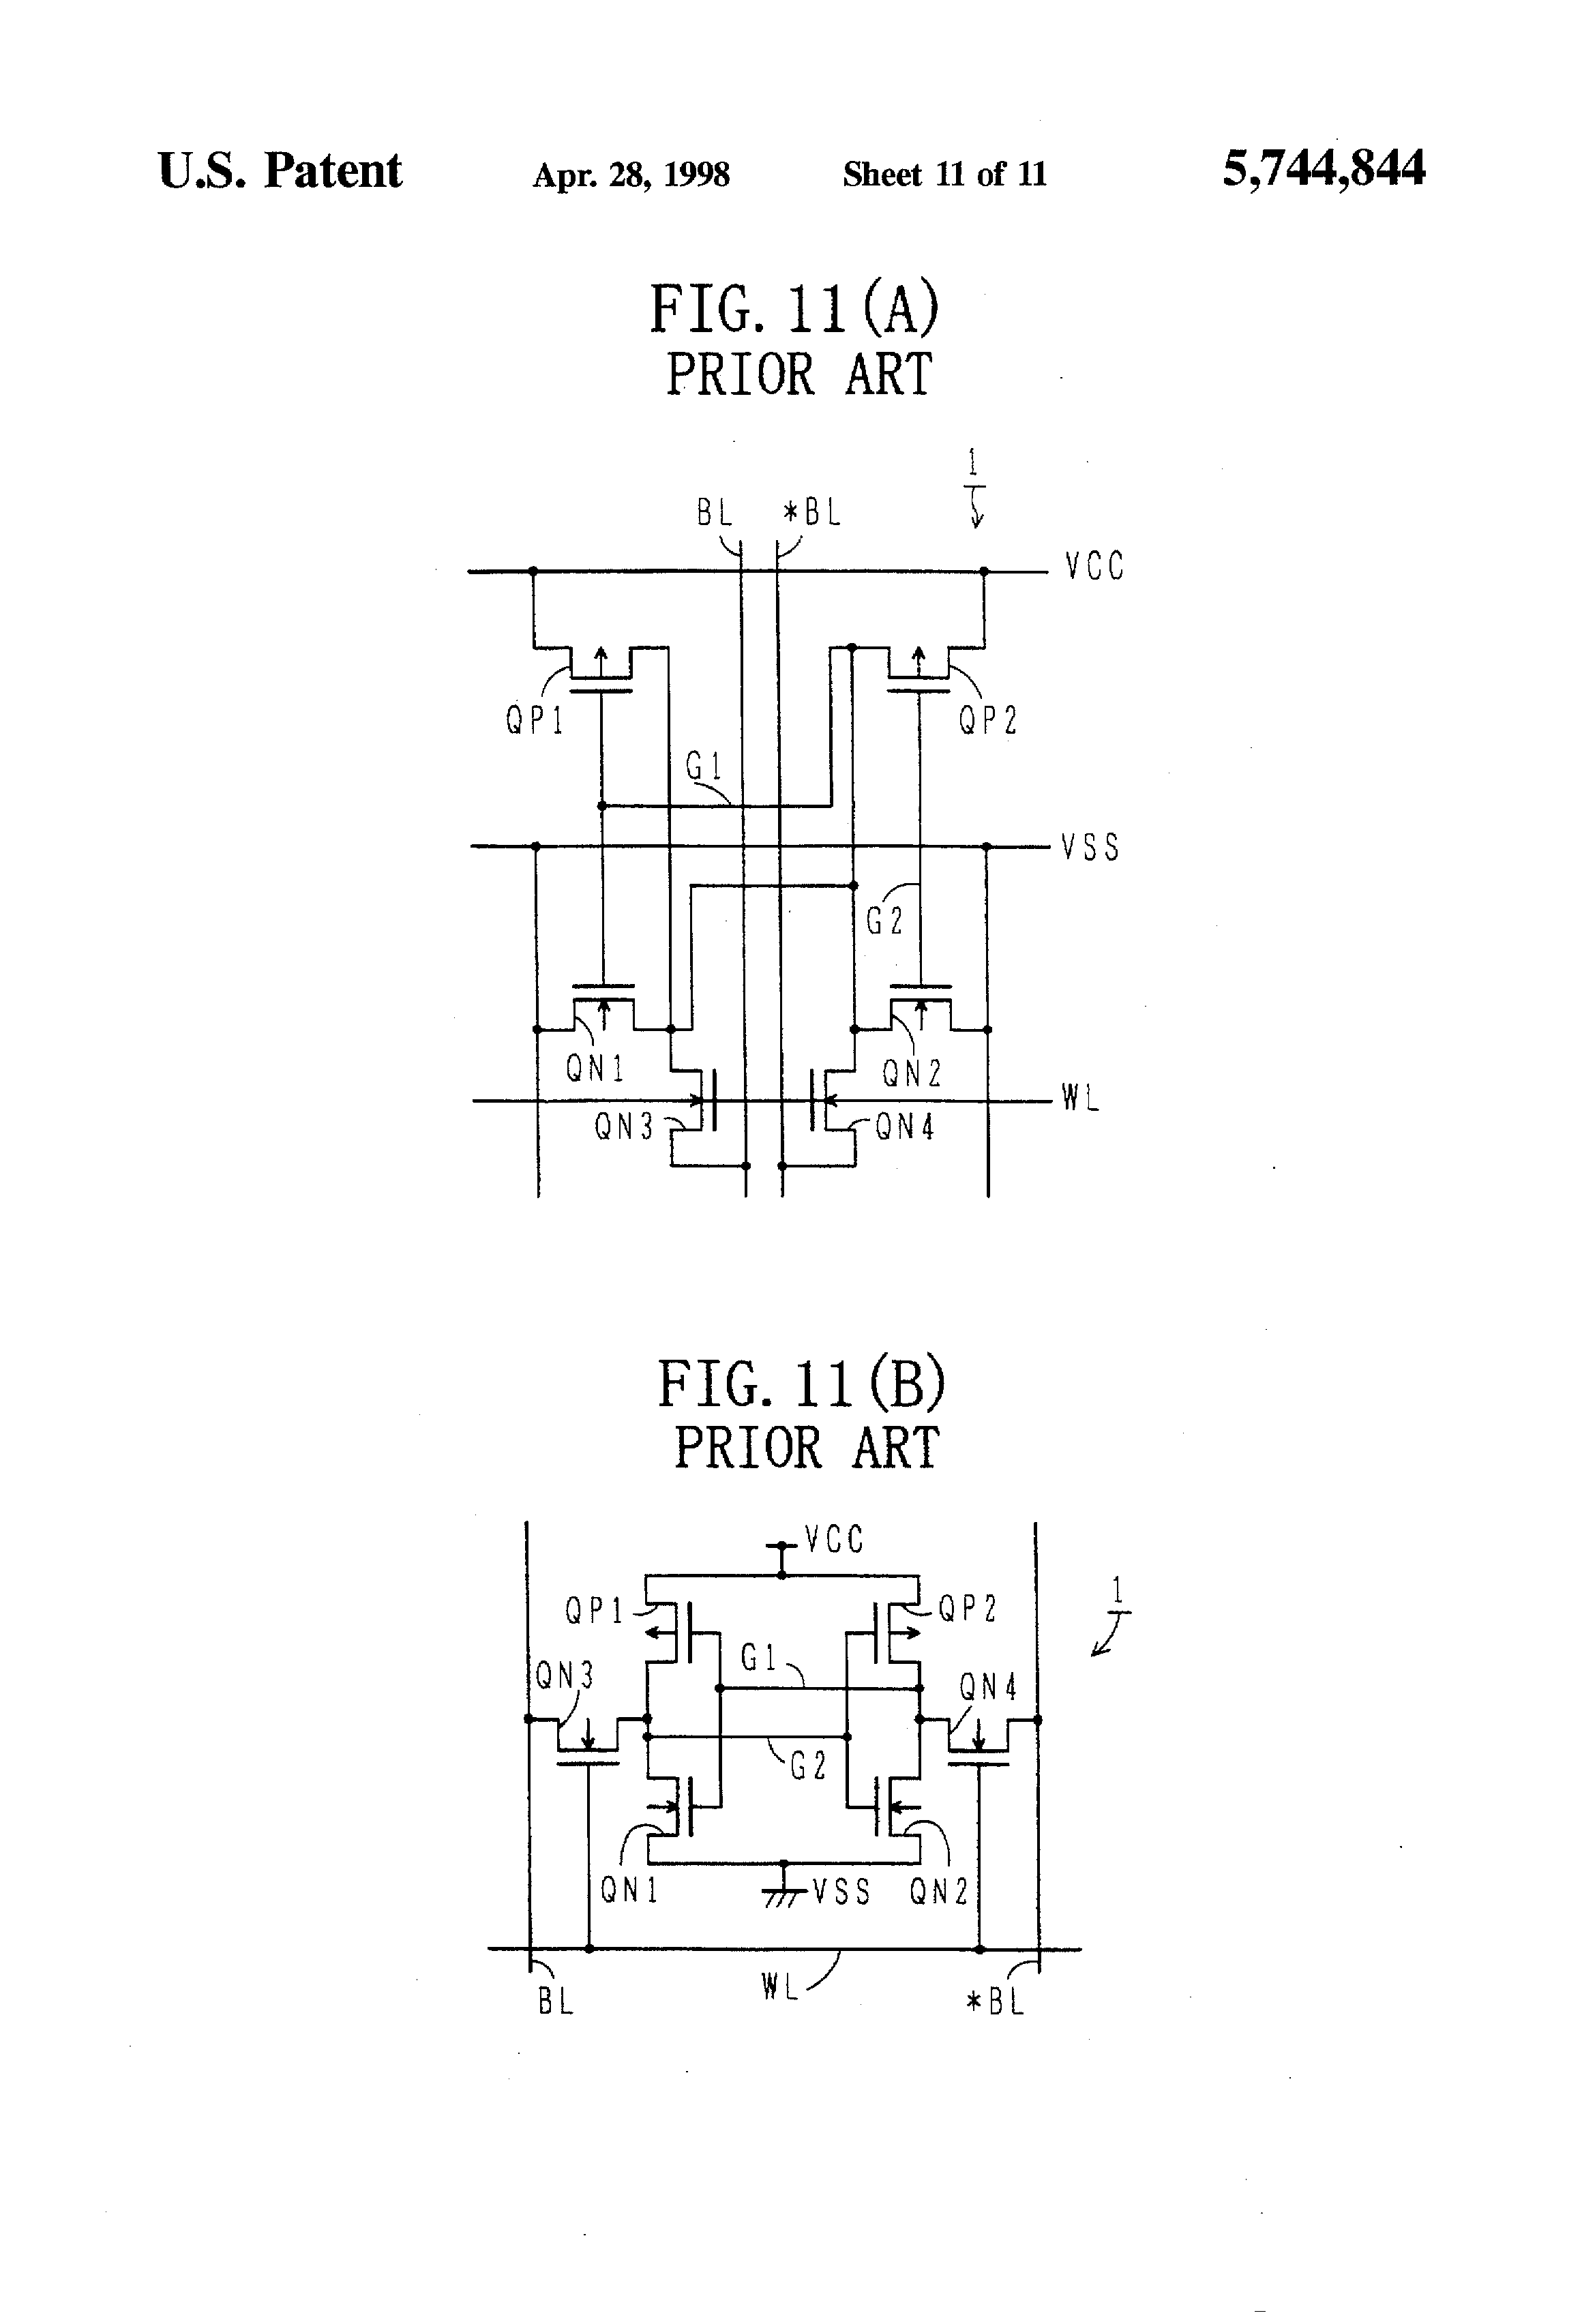 U.S. Patent Apr. 28, 1998 Sheet 11 of 11 5,744,844
FIG. 11(A)
PRIOR ART
1
BL *BL
VCC
QP1 QP2
G1
VSS
G2
QN1 QN2
WL
QN3 QN4
FIG. 11(B)
PRIOR ART
VCC
1
QP1 QP2
G1
QN3 QN4
G2
QN1 VSS QN2
WL
BL *BL